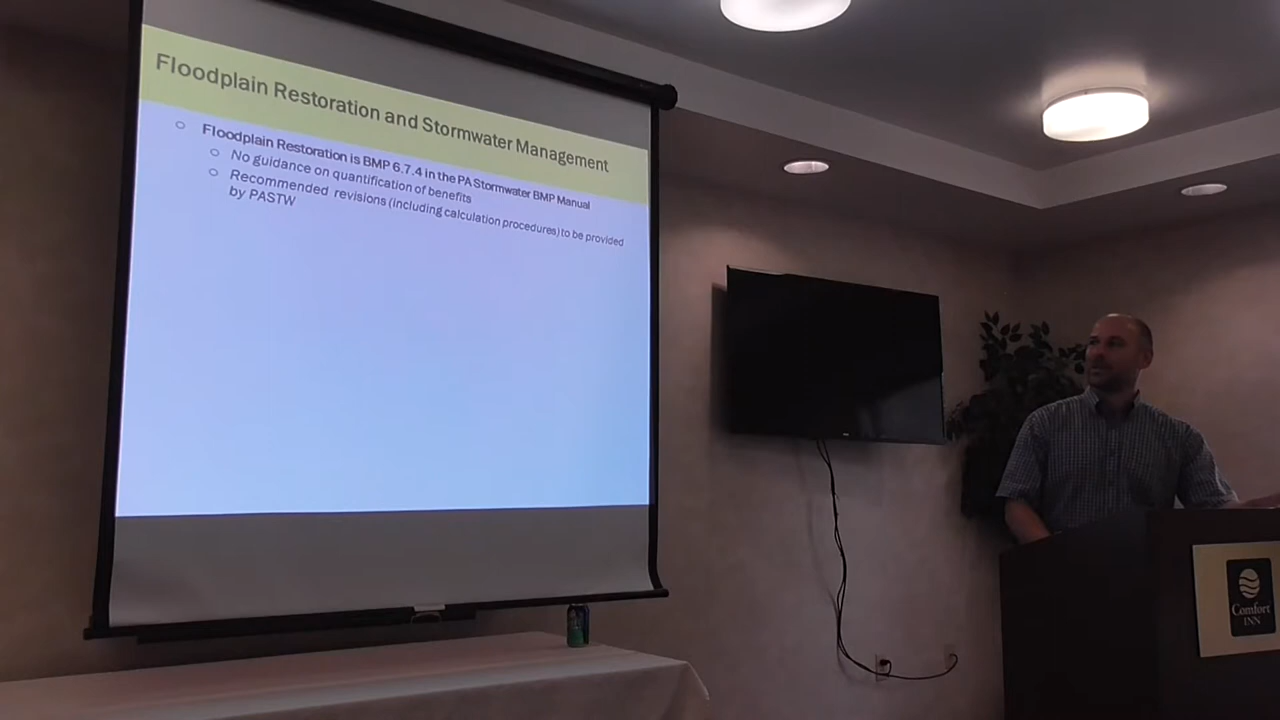 Floodplain Restoration and Stormwater Management
Floodplain Restoration is BMP 6.7.4 in the PA Stormwater BMP Manual
No guidance on quantification of benefits
Recommended revisions (including calculation procedures) to be provided
by PASTW
Comfort
INN